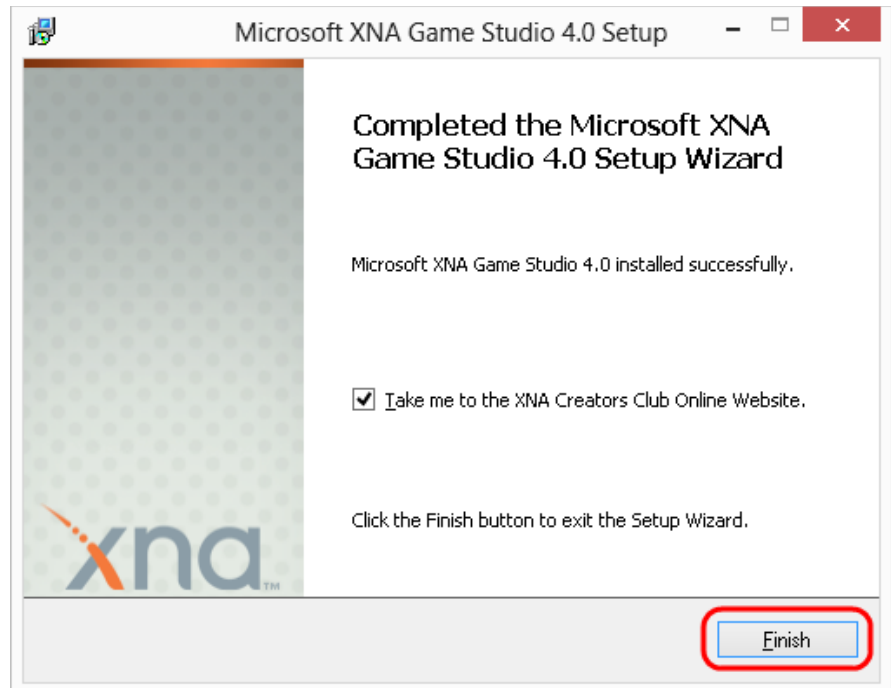 Microsoft XNA Game Studio 4.0 Setup
Completed the Microsoft XNA
Game Studio 4.0 Setup Wizard
Microsoft XNA Game Studio 4.0 installed successfully.
Take me to the XNA Creators Club Online Website.
Click the Finish button to exit the Setup Wizard.
xna TM
Finish